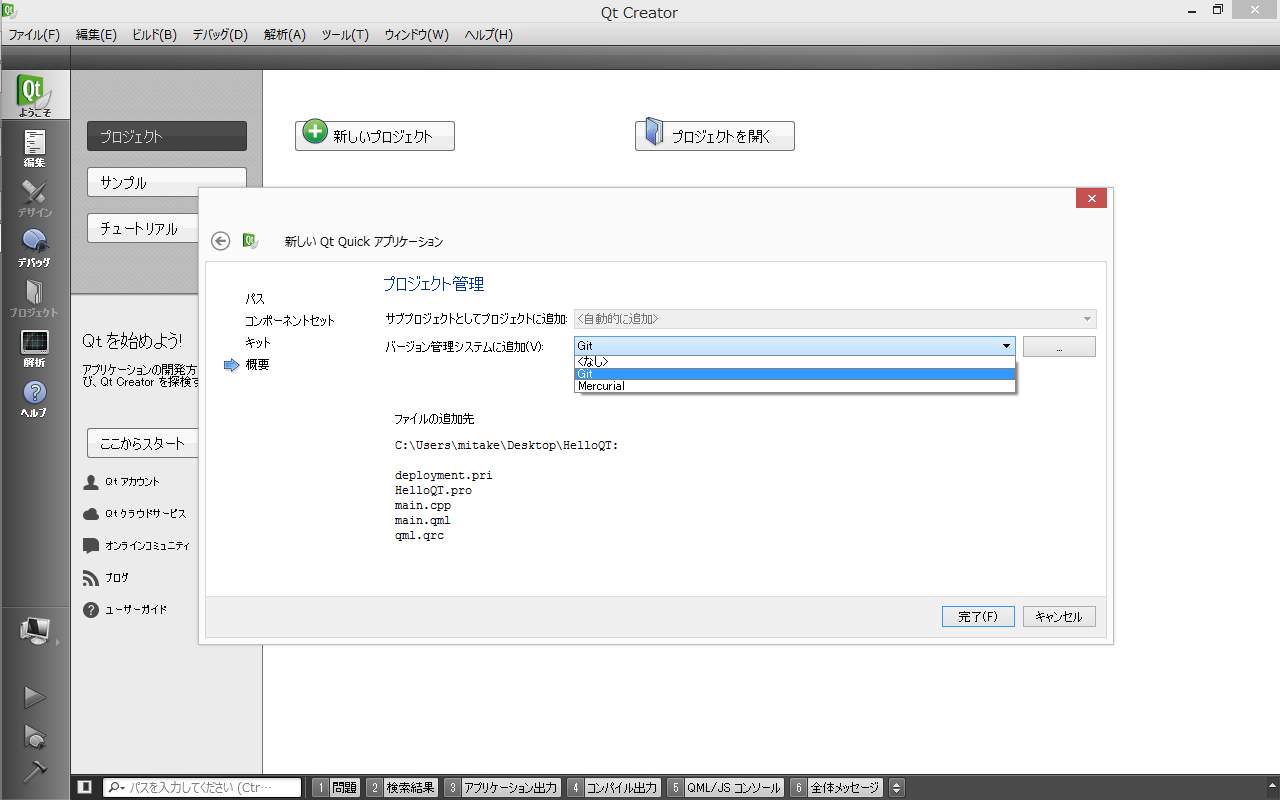 Qt Creator
ファイル(F) 編集(E) ビルド(B) デバッグ(D) 解析(A) ツール(T) ウィンドウ(W) ヘルプ(H)
Qt
ようこそ
編集
デザイン
デバッグ
プロジェクト
解析
ヘルプ
プロジェクト
サンプル
チュートリアル
新しいプロジェクト
プロジェクトを開く
Qt を始めよう!
アプリケーションの開発方
び、Qt Creator を探検す
ここからスタート
Qt アカウント
Qt クラウドサービス
オンラインコミュニティ
ブログ
ユーザーガイド
新しい Qt Quick アプリケーション
パス
コンポーネントセット
キット
概要
プロジェクト管理
サブプロジェクトとしてプロジェクトに追加: <自動的に追加>
バージョン管理システムに追加(V): Git ...
<なし>
Git
Mercurial
ファイルの追加先
C:\Users\mitake\Desktop\HelloQT:
deployment.pri
HelloQT.pro
main.cpp
main.qml
qml.qrc
完了(F) キャンセル
パスを入力してください (Ctr… 1 問題 2 検索結果 3 アプリケーション出力 4 コンパイル出力 5 QML/JS コンソール 6 全体メッセージ